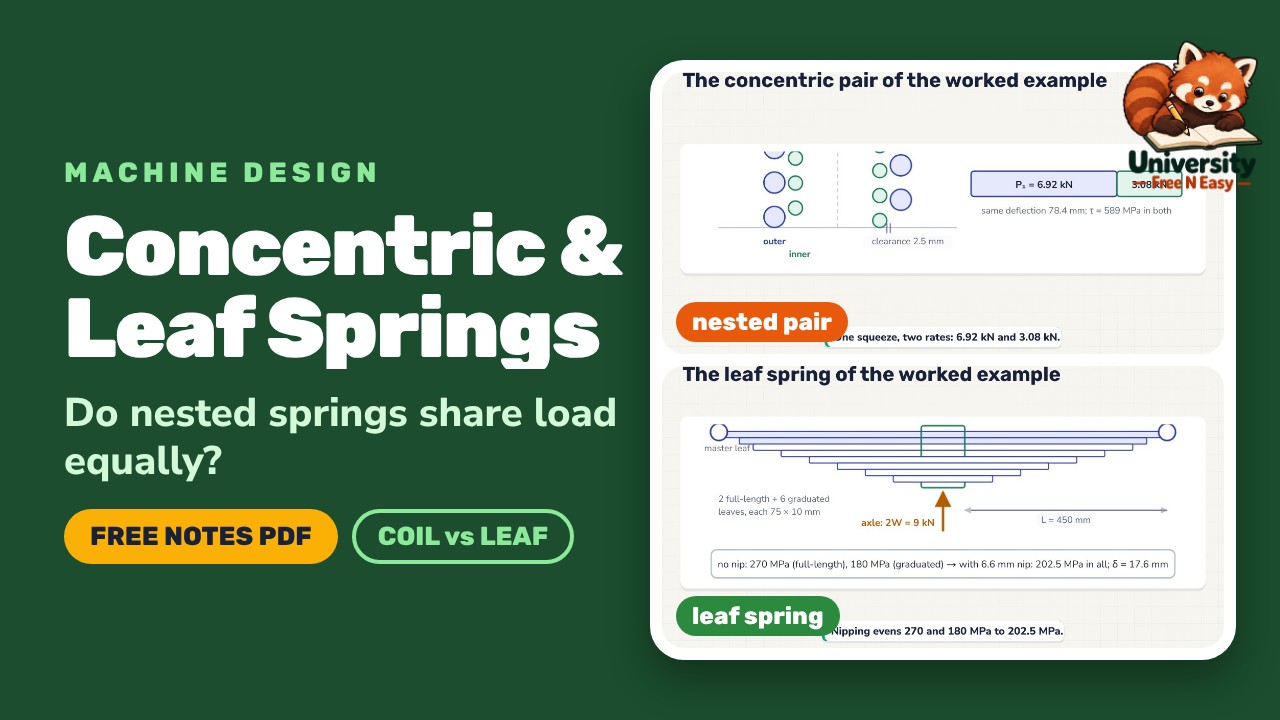 MACHINE DESIGN
Concentric &
Leaf Springs
Do nested springs share load
equally?
FREE NOTES PDF
COIL vs LEAF
The concentric pair of the worked example
P₁ = 6.92 kN
3.08 kN
same deflection 78.4 mm; τ = 589 MPa in both
outer
inner
clearance 2.5 mm
nested pair
One squeeze, two rates: 6.92 kN and 3.08 kN.
University
Free N Easy
The leaf spring of the worked example
master leaf
2 full-length + 6 graduated
leaves, each 75 × 10 mm
axle: 2W = 9 kN
L = 450 mm
no nip: 270 MPa (full-length), 180 MPa (graduated) → with 6.6 mm nip: 202.5 MPa in all; δ = 17.6 mm
leaf spring
Nipping evens 270 and 180 MPa to 202.5 MPa.